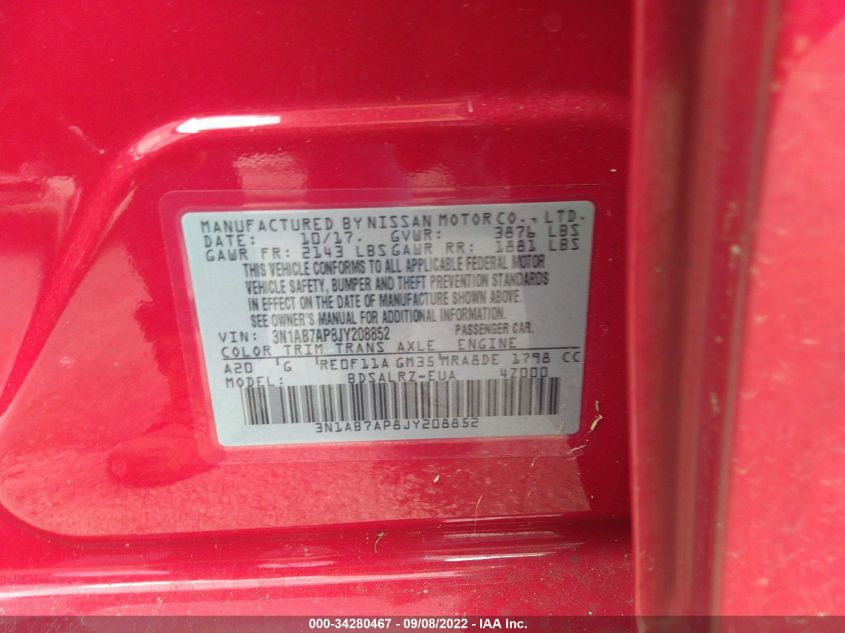 MANUFACTURED BY NISSAN MOTOR CO., LTD.
DATE: 10/17. GVWR: 3876 LBS
GAWR FR: 2143 LBS GAWR RR: 1881 LBS
THIS VEHICLE CONFORMS TO ALL APPLICABLE FEDERAL MOTOR
VEHICLE SAFETY, BUMPER AND THEFT PREVENTION STANDARDS
IN EFFECT ON THE DATE OF MANUFACTURE SHOWN ABOVE.
SEE OWNER'S MANUAL FOR ADDITIONAL INFORMATION.
VIN: 3N1AB7AP8JY208852 PASSENGER CAR.
COLOR TRIM TRANS AXLE ENGINE
A20 G RE0F11A GM35 MRA8DE 1798 CC
MODEL: BDSALRZ-EUA 4Z000
3N1AB7AP8JY208852
000-34280467 - 09/08/2022 - IAA Inc.